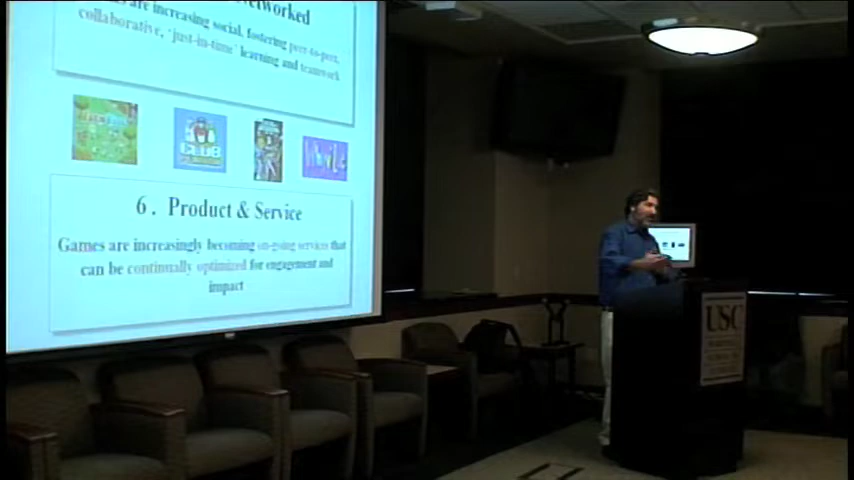 Networked
are increasing social, fostering peer-to-peer,
collaborative, 'just-in-time' learning and teamwork
CLUB
6. Product & Service
Games are increasingly becoming on-going services that
can be continually optimized for engagement and
impact
USC